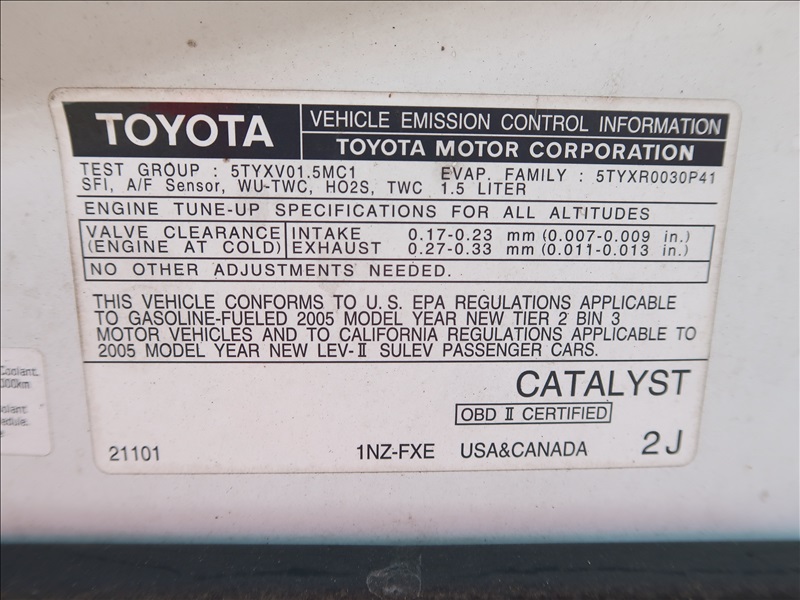 TOYOTA
VEHICLE EMISSION CONTROL INFORMATION
TOYOTA MOTOR CORPORATION
TEST GROUP : 5TYXV01.5MC1 EVAP. FAMILY : 5TYXR0030P41
SFI, A/F Sensor, WU-TWC, HO2S, TWC 1.5 LITER
ENGINE TUNE-UP SPECIFICATIONS FOR ALL ALTITUDES
VALVE CLEARANCE INTAKE 0.17-0.23 mm (0.007-0.009 in.)
(ENGINE AT COLD) EXHAUST 0.27-0.33 mm (0.011-0.013 in.)
NO OTHER ADJUSTMENTS NEEDED.
THIS VEHICLE CONFORMS TO U.S. EPA REGULATIONS APPLICABLE
TO GASOLINE-FUELED 2005 MODEL YEAR NEW TIER 2 BIN 3
MOTOR VEHICLES AND TO CALIFORNIA REGULATIONS APPLICABLE TO
2005 MODEL YEAR NEW LEV-II SULEV PASSENGER CARS.
CATALYST
OBD II CERTIFIED
21101 1NZ-FXE USA&CANADA 2J
Coolant.
000km